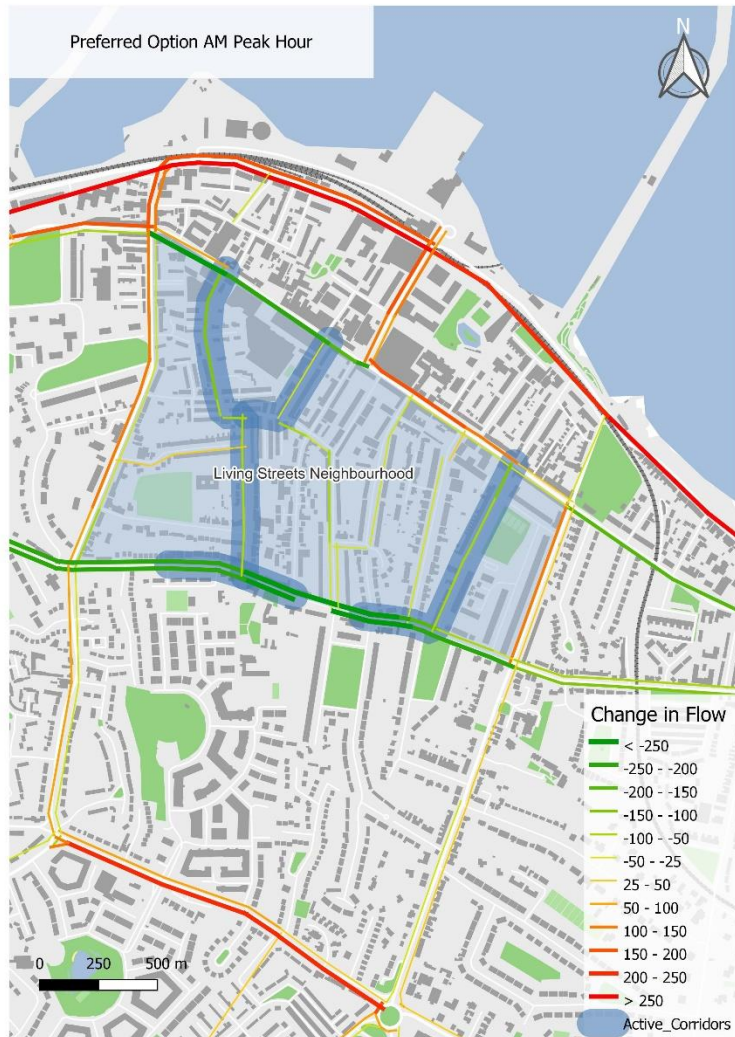 Preferred Option AM Peak Hour
N
Living Streets Neighbourhood
Change in Flow
< -250
-250 - -200
-200 - -150
-150 - -100
-100 - -50
-50 - -25
25 - 50
50 - 100
100 - 150
150 - 200
200 - 250
> 250
Active_Corridors
0 250 500 m